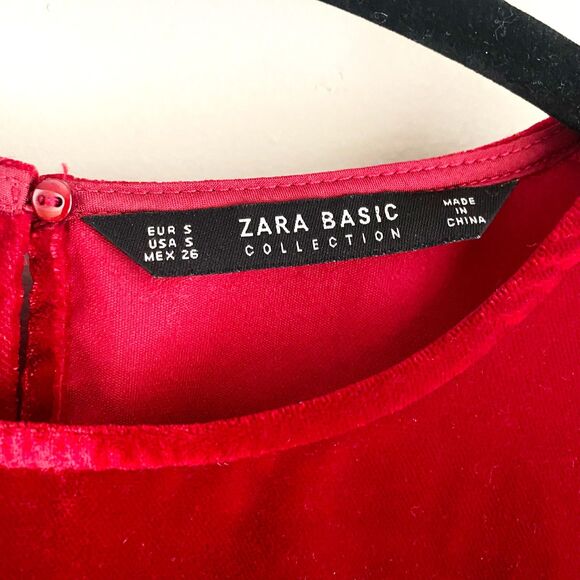 EUR S
USA S
MEX 26
ZARA BASIC
COLLECTION
MADE
IN
CHINA